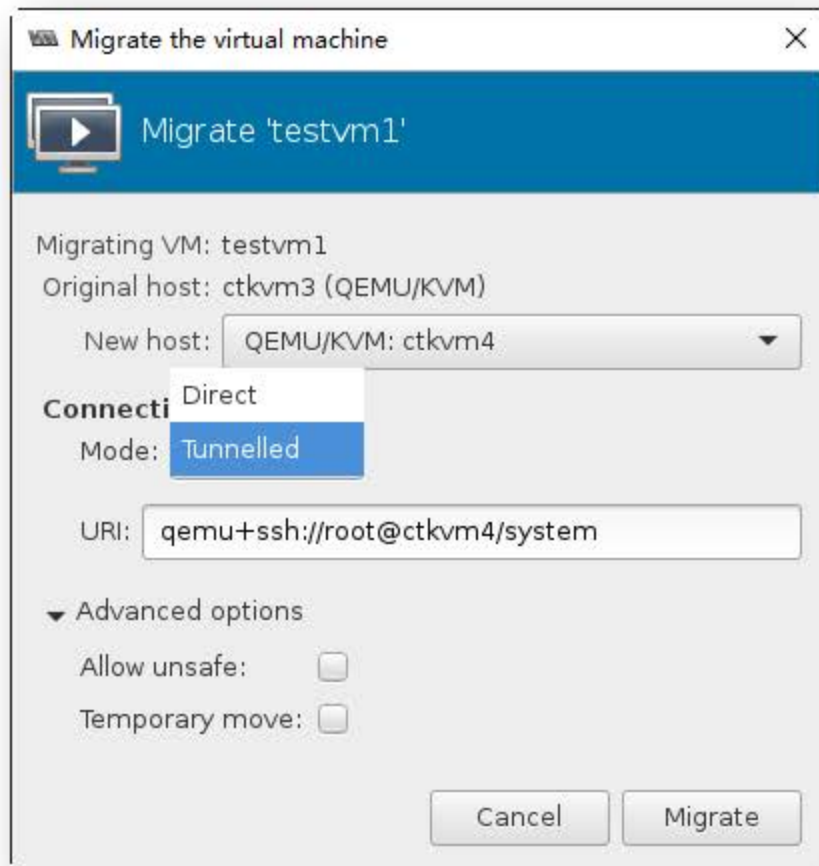 Migrate the virtual machine
Migrate 'testvm1'
Migrating VM: testvm1
Original host: ctkvm3 (QEMU/KVM)
New host: QEMU/KVM: ctkvm4
Direct
Connecti
Mode: Tunnelled
URI: qemu+ssh://root@ctkvm4/system
Advanced options
Allow unsafe:
Temporary move:
Cancel Migrate